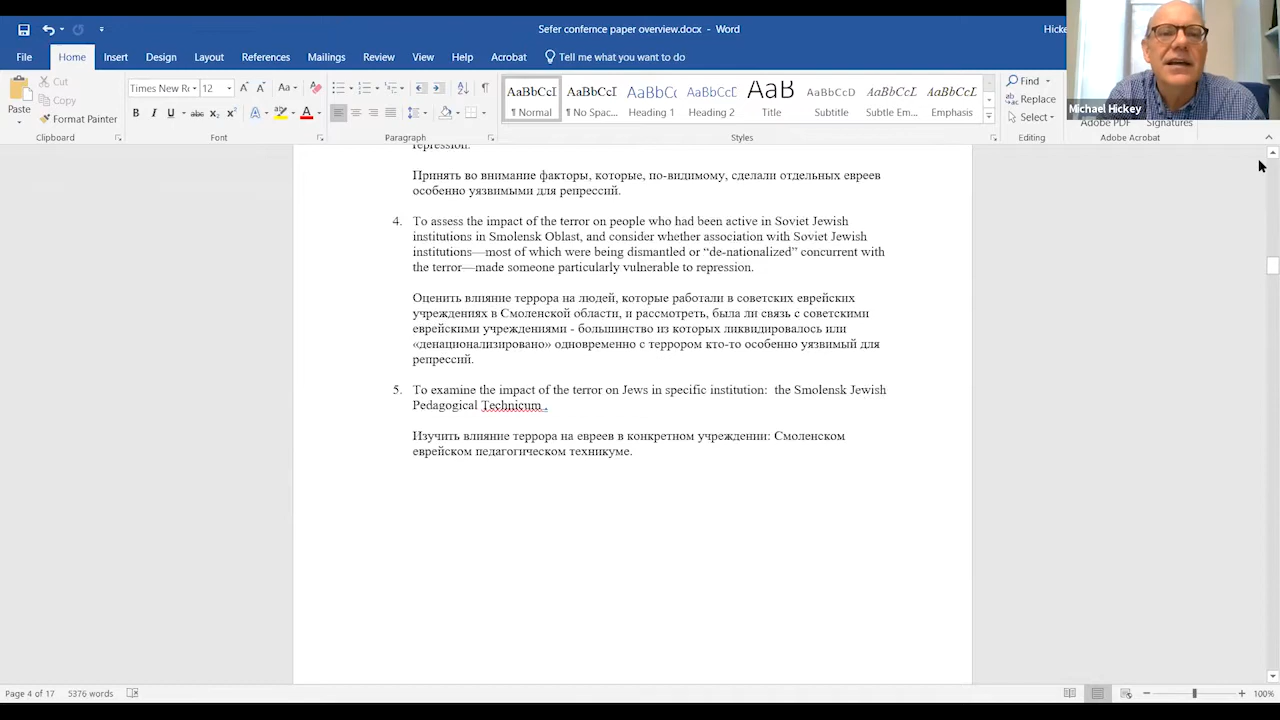 Sefer confernce paper overview.docx - Word
Hicke
File Home Insert Design Layout References Mailings Review View Help Acrobat Tell me what you want to do
Paste
Cut
Copy
Format Painter
Clipboard
Times New Ro 12
Font
Paragraph
AaBbCcI AaBbCcI AaBbC( AaBbCcI AaB AaBbCcD AaBbCcI AaBbCcL
¶ Normal ¶ No Spac... Heading 1 Heading 2 Title Subtitle Subtle Em... Emphasis
Styles
Find
Replace
Select
Editing
Michael Hickey
Adobe PDF Signatures
Adobe Acrobat
repression.
Принять во внимание факторы, которые, по-видимому, сделали отдельных евреев
особенно уязвимыми для репрессий.
4. To assess the impact of the terror on people who had been active in Soviet Jewish
institutions in Smolensk Oblast, and consider whether association with Soviet Jewish
institutions—most of which were being dismantled or “de-nationalized” concurrent with
the terror—made someone particularly vulnerable to repression.
Оценить влияние террора на людей, которые работали в советских еврейских
учреждениях в Смоленской области, и рассмотреть, была ли связь с советскими
еврейскими учреждениями - большинство из которых ликвидировалось или
«денационализировано» одновременно с террором кто-то особенно уязвимый для
репрессий.
5. To examine the impact of the terror on Jews in specific institution:  the Smolensk Jewish
Pedagogical Technicum .
Изучить влияние террора на евреев в конкретном учреждении: Смоленском
еврейском педагогическом техникуме.
Page 4 of 17 5376 words
100%